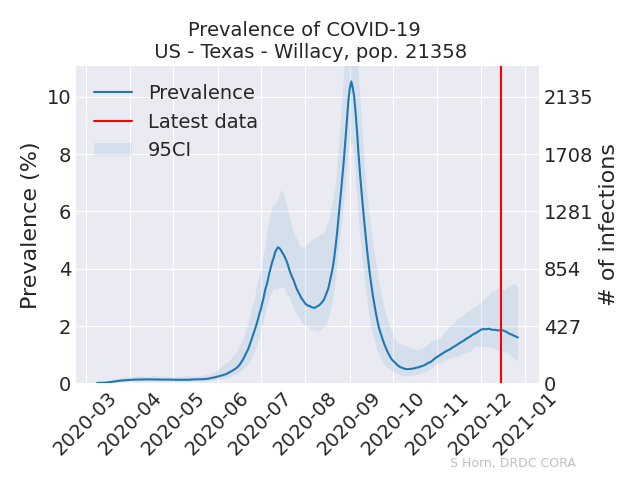 Prevalence of COVID-19
US - Texas - Willacy, pop. 21358
Prevalence
Latest data
95CI
Prevalence (%)
10
8
6
4
2
0
2135
1708
1281
854
427
0
# of infections
2020-03
2020-04
2020-05
2020-06
2020-07
2020-08
2020-09
2020-10
2020-11
2020-12
2021-01
S Horn, DRDC CORA